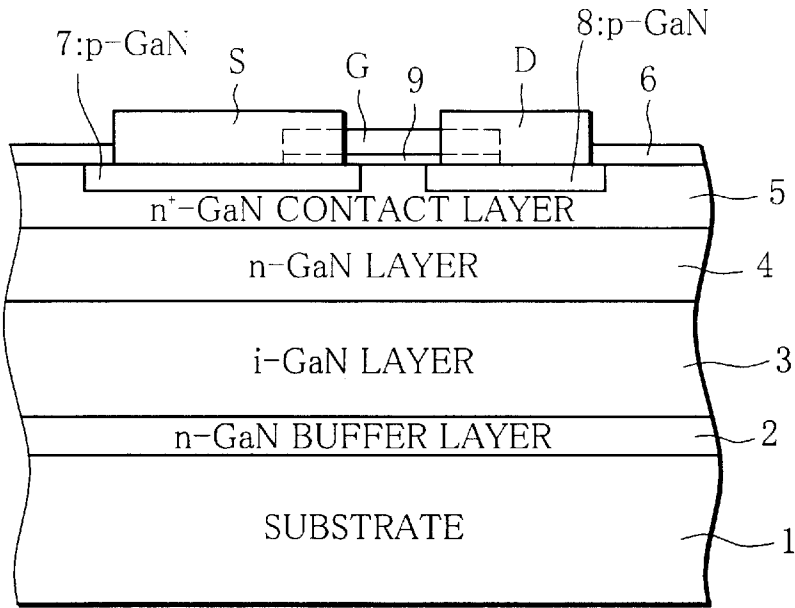 7:p-GaN
S
G
9
D
8:p-GaN
6
n⁺-GaN CONTACT LAYER
5
n-GaN LAYER
4
i-GaN LAYER
3
n-GaN BUFFER LAYER
2
SUBSTRATE
1